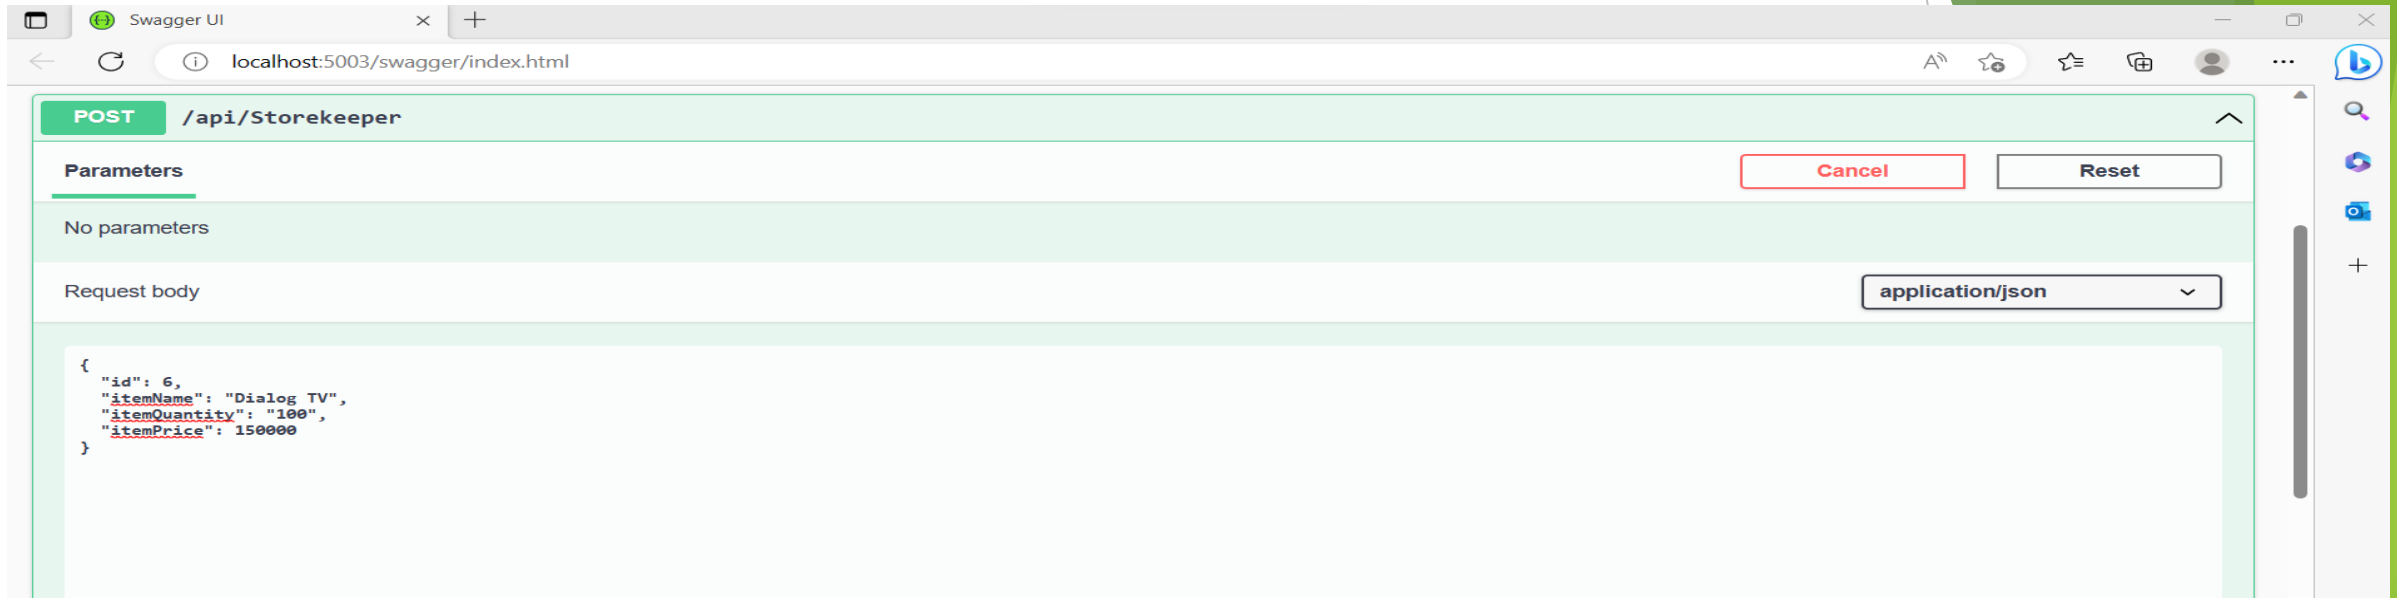 Swagger UI
localhost:5003/swagger/index.html
POST /api/Storekeeper
Parameters
Cancel
Reset
No parameters
Request body
application/json
{
"id": 6,
"itemName": "Dialog TV",
"itemQuantity": "100",
"itemPrice": 150000
}